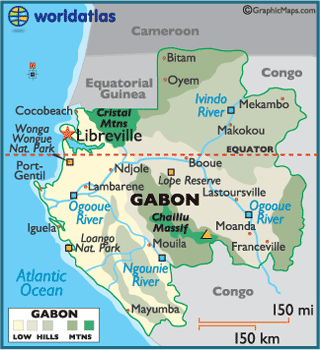 worldatlas
©GraphicMaps.com
Cameroon
Bitam
Oyem
Equatorial
Guinea
Congo
Cocobeach
Cristal
Mtns
Ivindo
River
Mekambo
Wonga
Wongue
Nat. Park
Libreville
Makokou
EQUATOR
Port-
Gentil
Ndjole
Booue
Lambarene
Lope Reserve
Lastoursville
Ogooue
River
GABON
Chaillu
Massif
Ogooue
River
Iguela
Loango
Nat. Park
Mouila
Moanda
Franceville
Ngounie
River
Atlantic
Ocean
Congo
Mayumba
150 mi
150 km
GABON
LOW HILLS MTNS